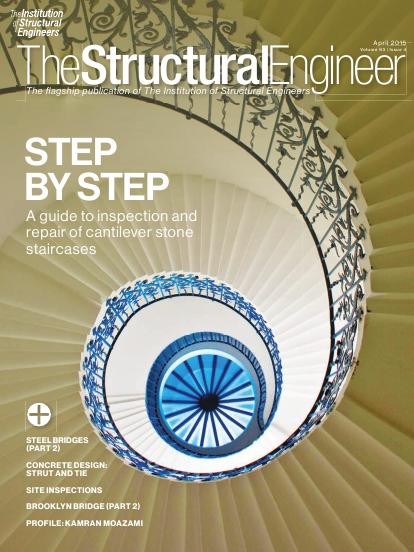 The Institution
of Structural
Engineers
April 2015
Volume 93 | Issue 4
TheStructuralEngineer
The flagship publication of The Institution of Structural Engineers
STEP
BY STEP
A guide to inspection and
repair of cantilever stone
staircases
STEEL BRIDGES
(PART 2)
CONCRETE DESIGN:
STRUT AND TIE
SITE INSPECTIONS
BROOKLYN BRIDGE (PART 2)
PROFILE: KAMRAN MOAZAMI